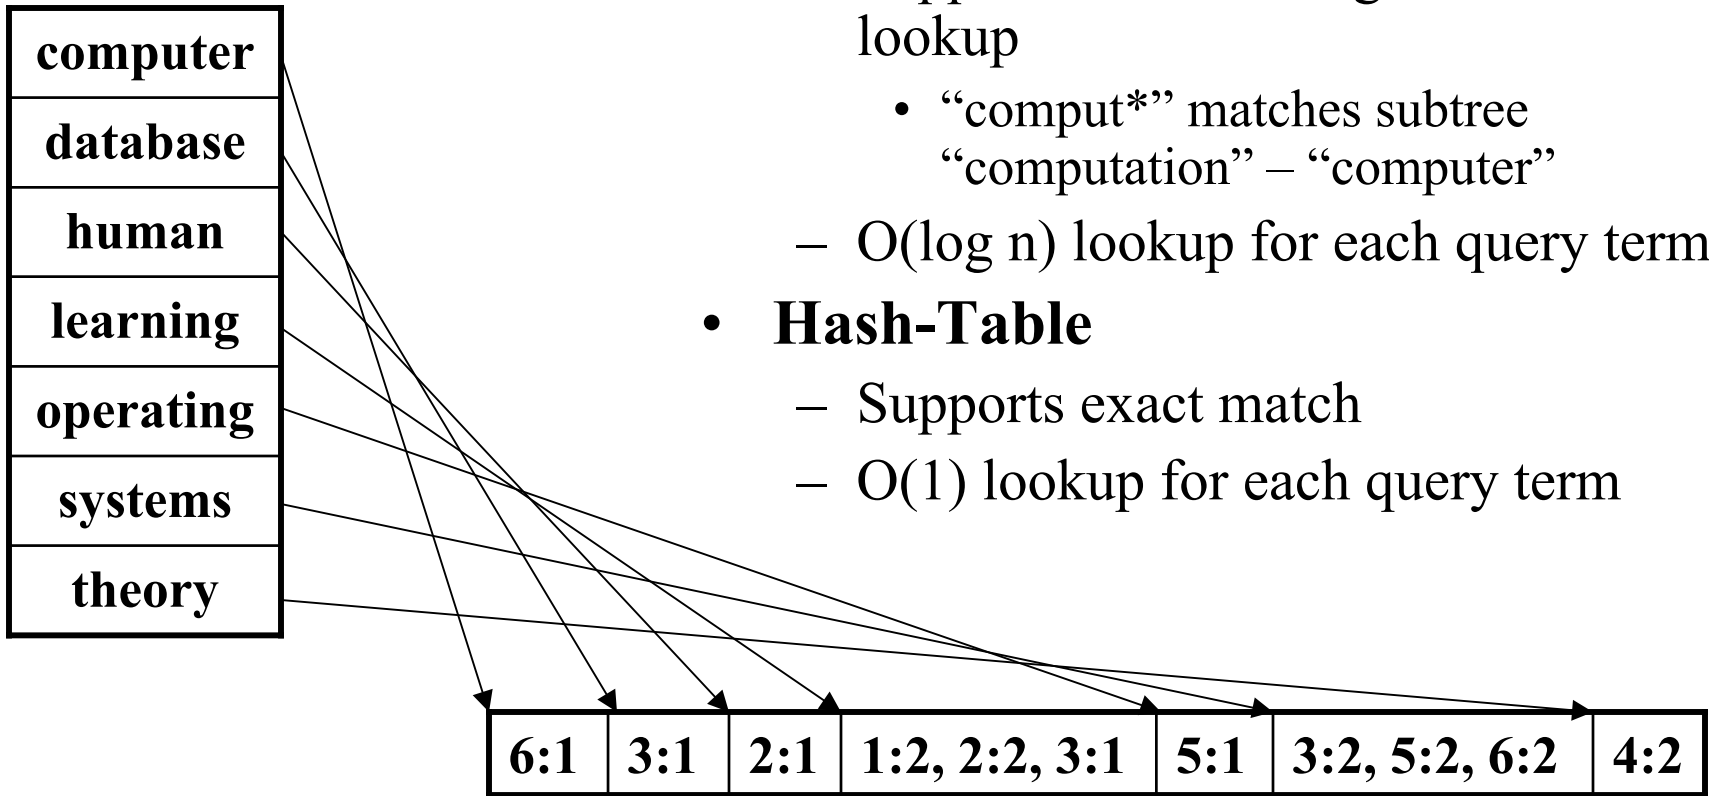 computer
database
human
learning
operating
systems
theory
lookup
• “comput*” matches subtree
“computation” – “computer”
– O(log n) lookup for each query term
• Hash-Table
– Supports exact match
– O(1) lookup for each query term
6:1 3:1 2:1 1:2, 2:2, 3:1 5:1 3:2, 5:2, 6:2 4:2